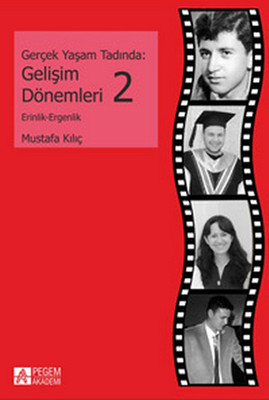 Gerçek Yaşam Tadında:
Gelişim
Dönemleri 2
Erinlik-Ergenlik
Mustafa Kılıç
PEGEM
AKADEMİ